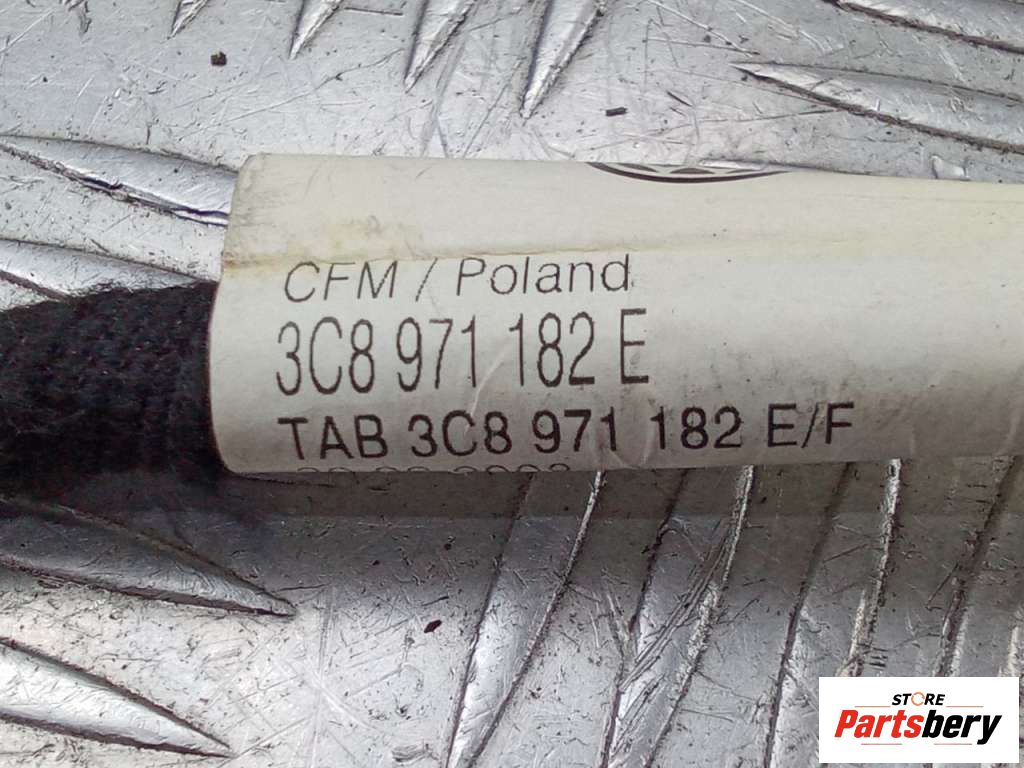 CFM / Poland
3C8 971 182 E
TAB 3C8 971 182 E/F
STORE
Partsbery